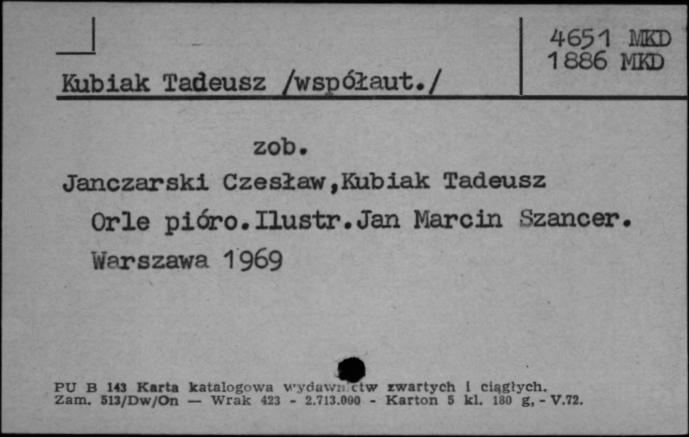 4651 MKD
1886 MKD
Kubiak Tadeusz /współaut./
zob.
Janczarski Czesław,Kubiak Tadeusz
Orle pióro.Ilustr.Jan Marcin Szancer.
Warszawa 1969
PU B 143 Karta katalogowa wydawnictw zwartych i ciągłych.
Zam. 513/Dw/On — Wrak 423 - 2.713.000 - Karton 5 kl. 180 g, - V.72.